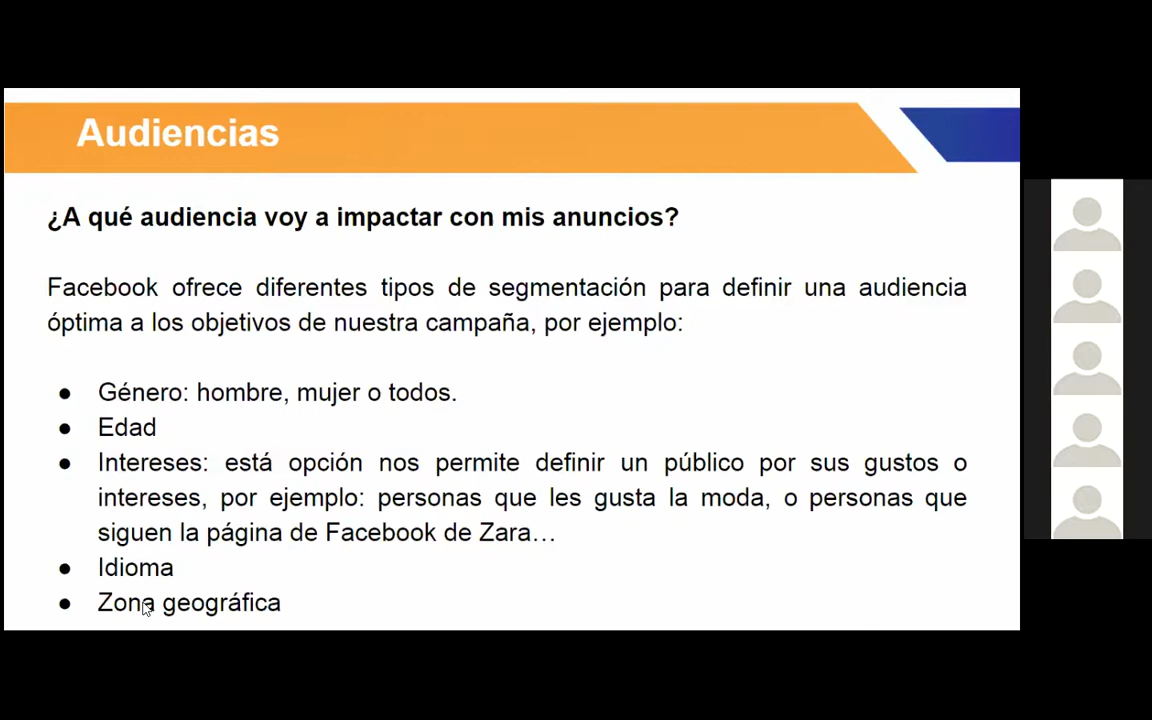 Audiencias
¿A qué audiencia voy a impactar con mis anuncios?
Facebook ofrece diferentes tipos de segmentación para definir una audiencia
óptima a los objetivos de nuestra campaña, por ejemplo:
● Género: hombre, mujer o todos.
● Edad
● Intereses: está opción nos permite definir un público por sus gustos o
intereses, por ejemplo: personas que les gusta la moda, o personas que
siguen la página de Facebook de Zara…
● Idioma
● Zona geográfica